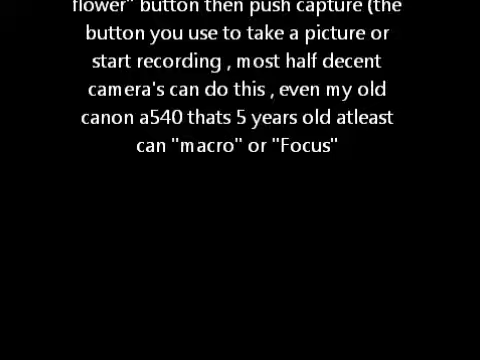 flower" button then push capture (the
button you use to take a picture or
start recording , most half decent
camera's can do this , even my old
canon a540 thats 5 years old atleast
can "macro" or "Focus"